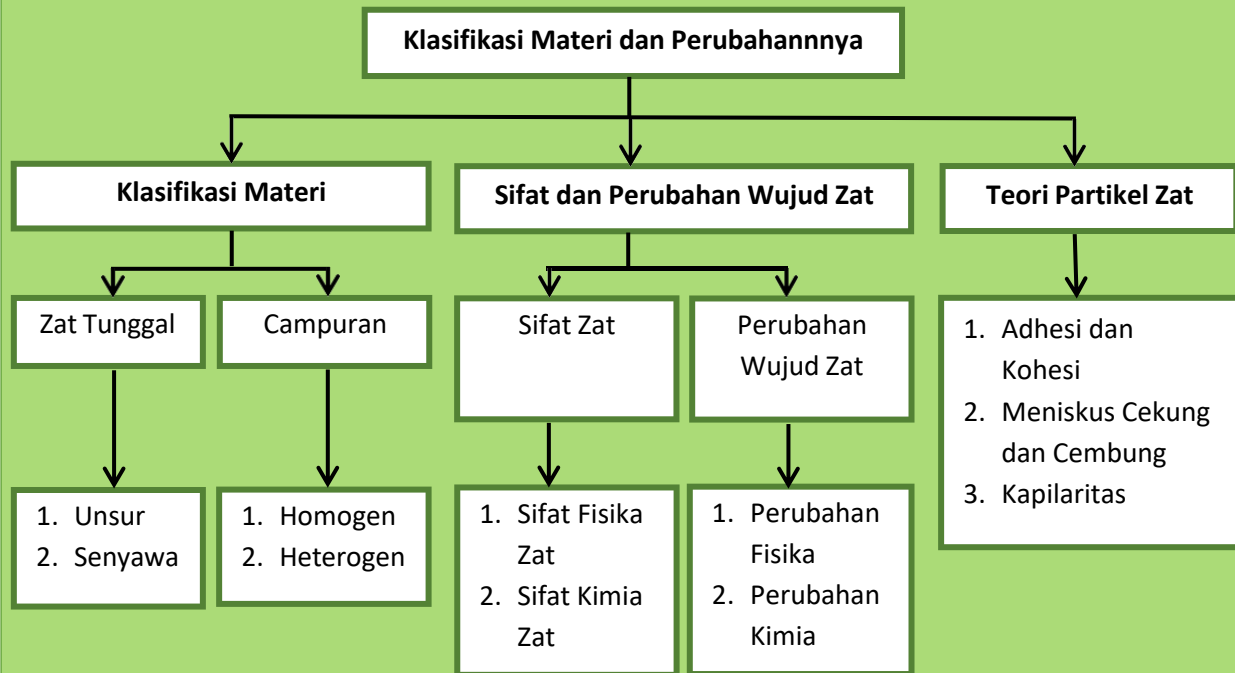 Klasifikasi Materi dan Perubahannnya
Klasifikasi Materi
Sifat dan Perubahan Wujud Zat
Teori Partikel Zat
Zat Tunggal
Campuran
Sifat Zat
Perubahan
Wujud Zat
1. Adhesi dan
Kohesi
2. Meniskus Cekung
dan Cembung
3. Kapilaritas
1. Unsur
2. Senyawa
1. Homogen
2. Heterogen
1. Sifat Fisika
Zat
2. Sifat Kimia
Zat
1. Perubahan
Fisika
2. Perubahan
Kimia